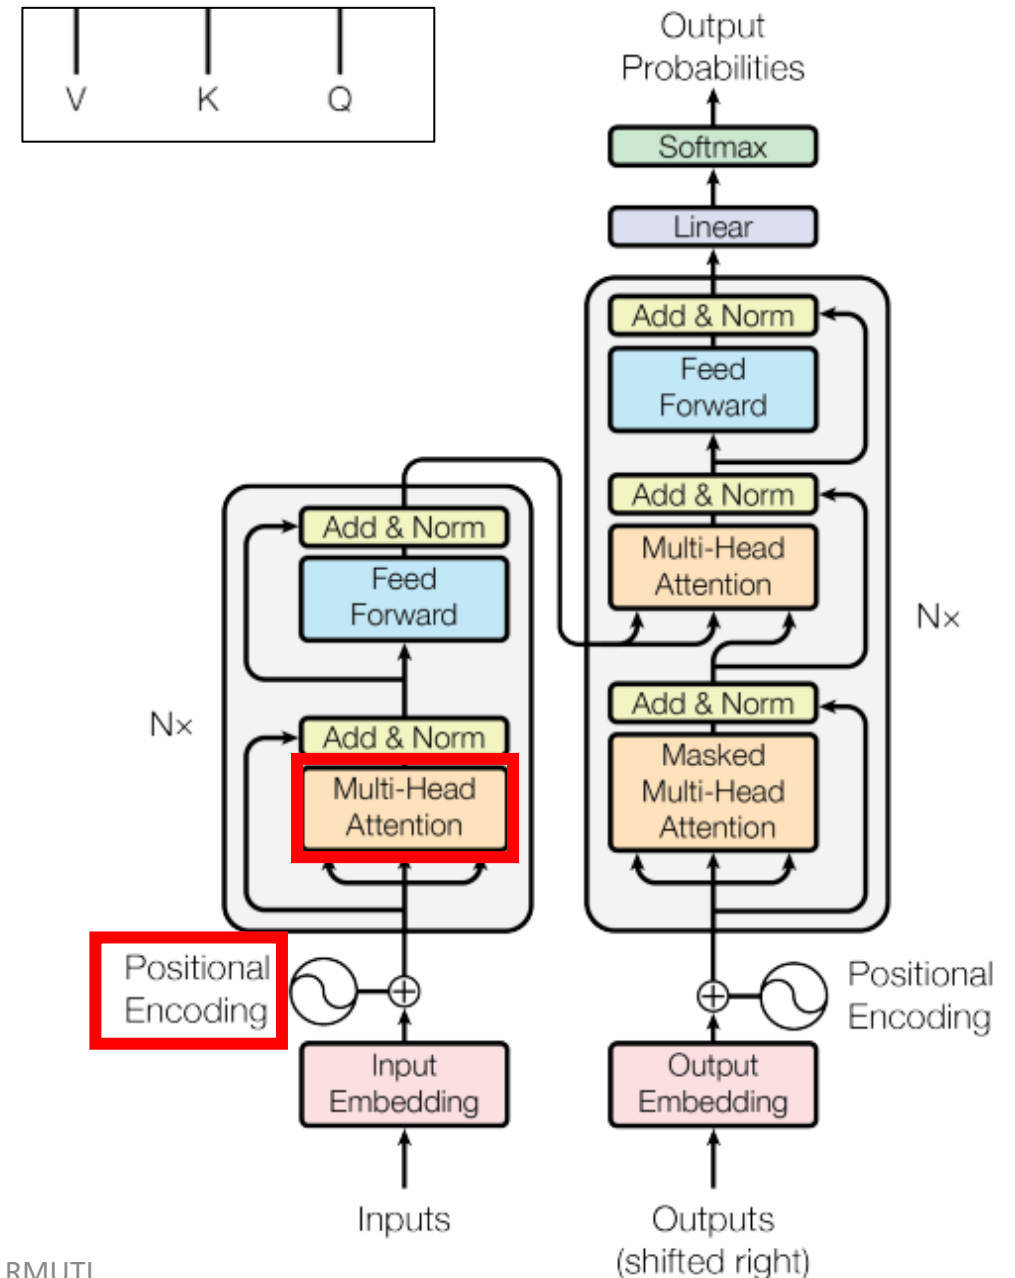 V K Q
Output
Probabilities
Softmax
Linear
Add & Norm
Feed
Forward
Add & Norm
Multi-Head
Attention
Nx
Add & Norm
Masked
Multi-Head
Attention
Add & Norm
Feed
Forward
Nx
Add & Norm
Multi-Head
Attention
Positional
Encoding
Positional
Encoding
Input
Embedding
Output
Embedding
Inputs
Outputs
(shifted right)